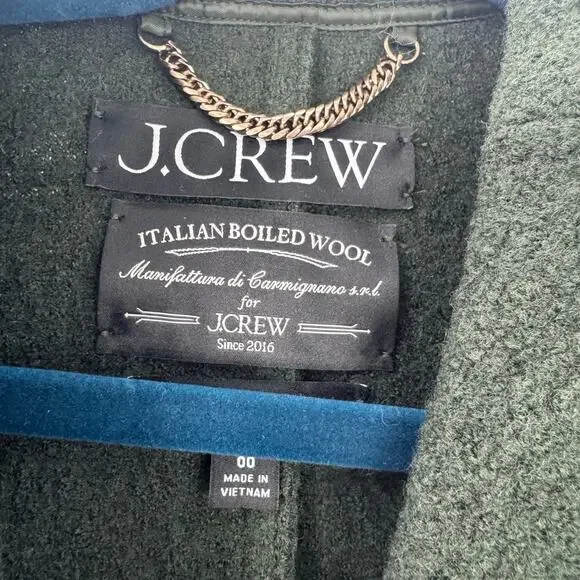 J.CREW
ITALIAN BOILED WOOL
Manifattura di Carmignano s.r.l.
for
J.CREW
Since 2016
00
MADE IN
VIETNAM